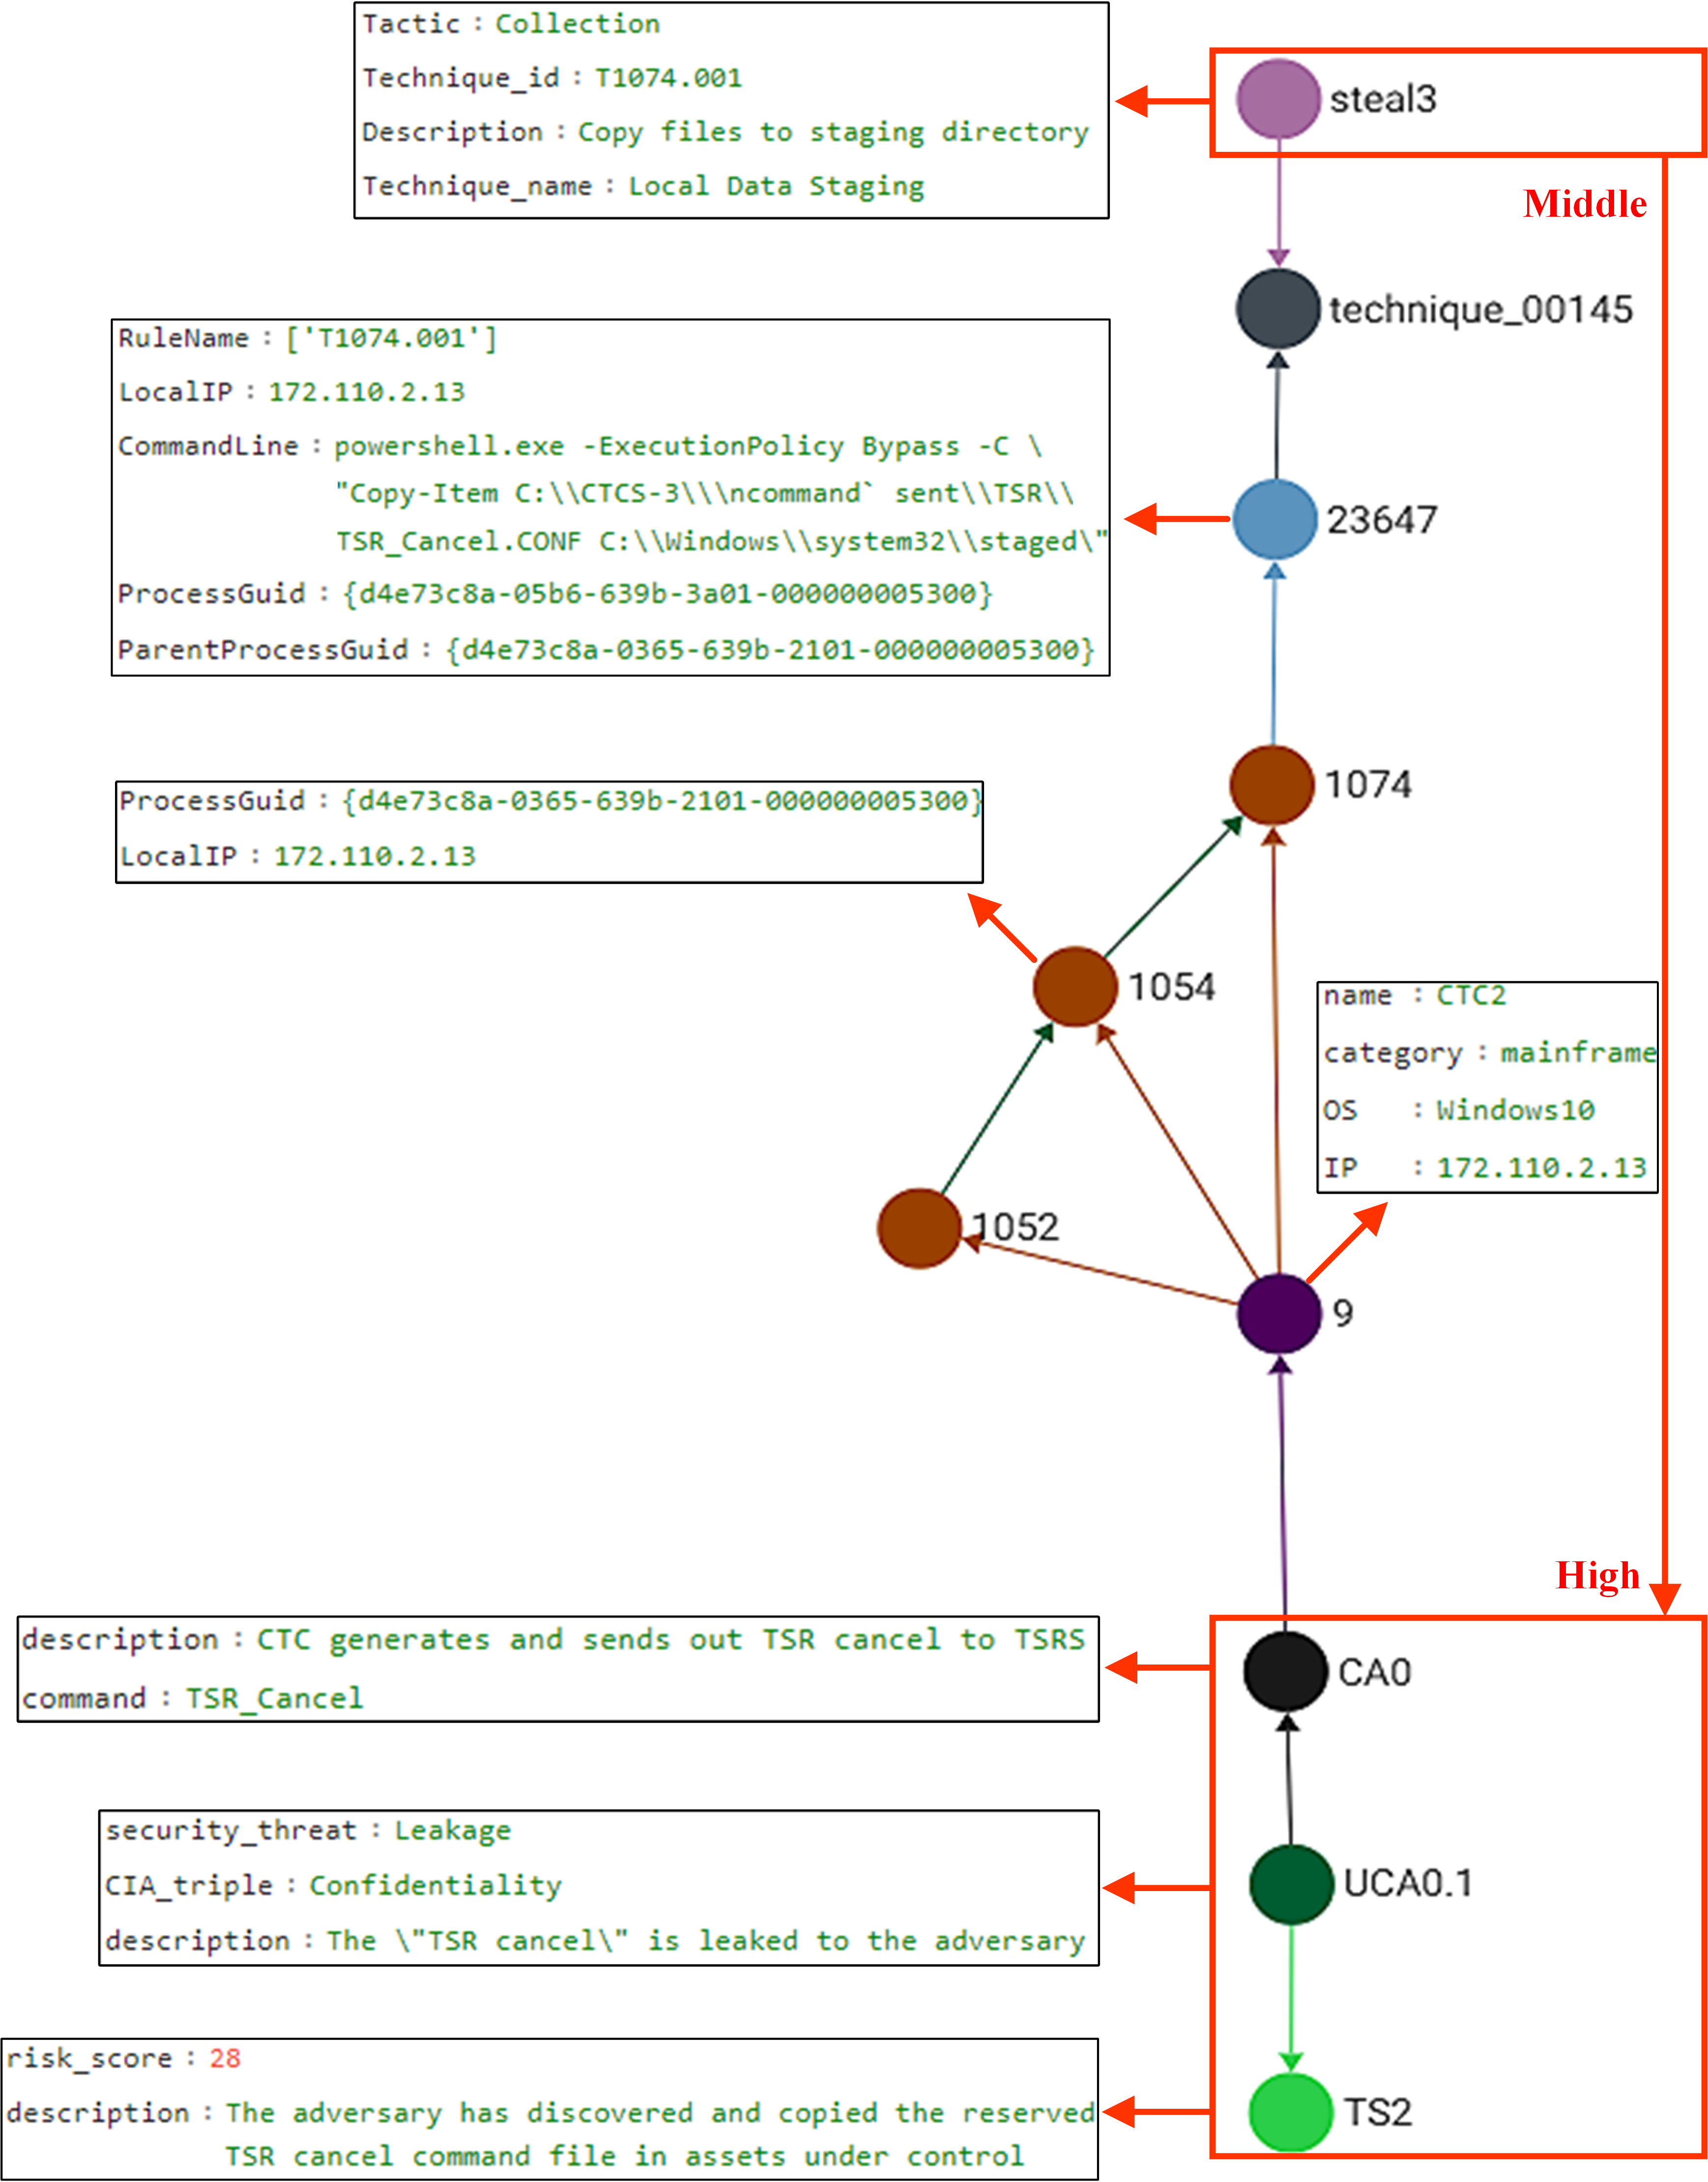 Tactic : Collection
Technique_id : T1074.001
Description : Copy files to staging directory
Technique_name : Local Data Staging
steal3
Middle
technique_00145
RuleName : ['T1074.001']
LocalIP : 172.110.2.13
CommandLine : powershell.exe -ExecutionPolicy Bypass -C \
"Copy-Item C:\\CTCS-3\\\ncommand` sent\\TSR\\
TSR_Cancel.CONF C:\\Windows\\system32\\staged\"
ProcessGuid : {d4e73c8a-05b6-639b-3a01-000000005300}
ParentProcessGuid : {d4e73c8a-0365-639b-2101-000000005300}
23647
1074
ProcessGuid : {d4e73c8a-0365-639b-2101-000000005300}
LocalIP : 172.110.2.13
1054
name : CTC2
category : mainframe
OS : Windows10
IP : 172.110.2.13
1052
9
High
description : CTC generates and sends out TSR cancel to TSRS
command : TSR_Cancel
CA0
security_threat : Leakage
CIA_triple : Confidentiality
description : The \"TSR cancel\" is leaked to the adversary
UCA0.1
risk_score : 28
description : The adversary has discovered and copied the reserved
TSR cancel command file in assets under control
TS2